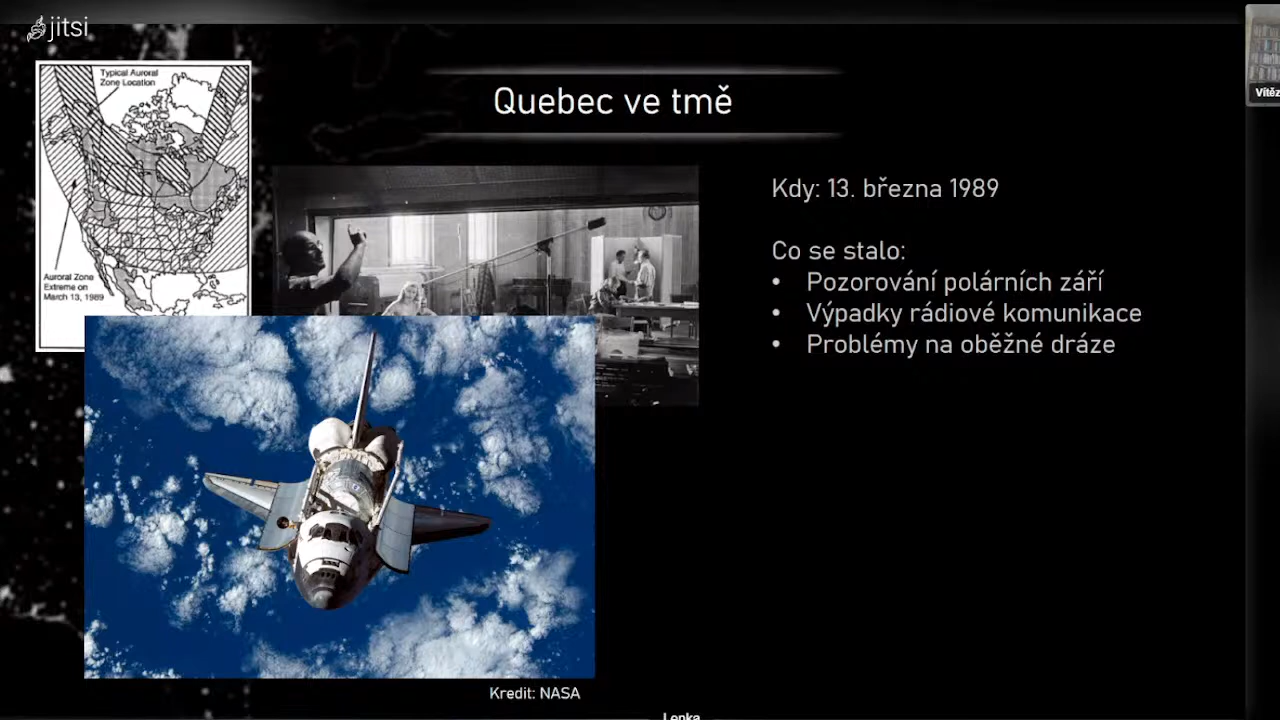 jitsi
Typical Auroral
Zone Location
Quebec ve tmě
Vítěz
Kdy: 13. března 1989
Co se stalo:
• Pozorování polárních září
• Výpadky rádiové komunikace
• Problémy na oběžné dráze
Auroral Zone
Extreme on
March 13, 1989
Kredit: NASA
Lenka